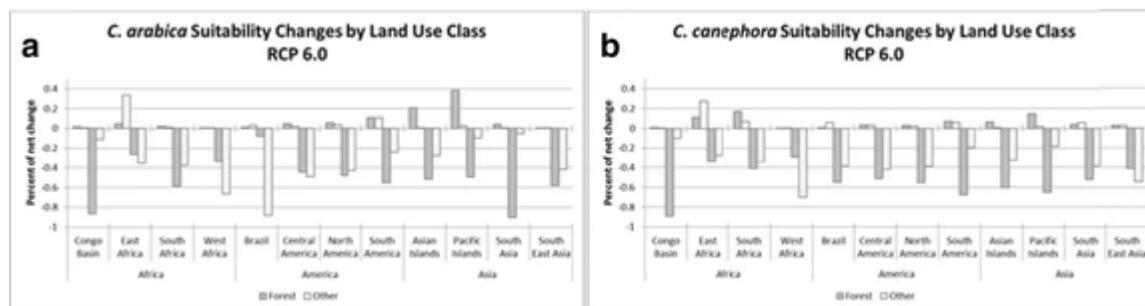 a
C. arabica Suitability Changes by Land Use Class
RCP 6.0
Percent of net change
0.4
0.2
0
-0.2
-0.4
-0.6
-0.8
-1
Congo Basin
East Africa
South Africa
West Africa
Brazil
Central America
North America
South America
Asian Islands
Pacific Islands
South Asia
South East Asia
Africa
America
Asia
Forest
Other
b
C. canephora Suitability Changes by Land Use Class
RCP 6.0
Percent of net change
0.4
0.2
0
-0.2
-0.4
-0.6
-0.8
-1
Congo Basin
East Africa
South Africa
West Africa
Brazil
Central America
North America
South America
Asian Islands
Pacific Islands
South Asia
South East Asia
Africa
America
Asia
Forest
Other